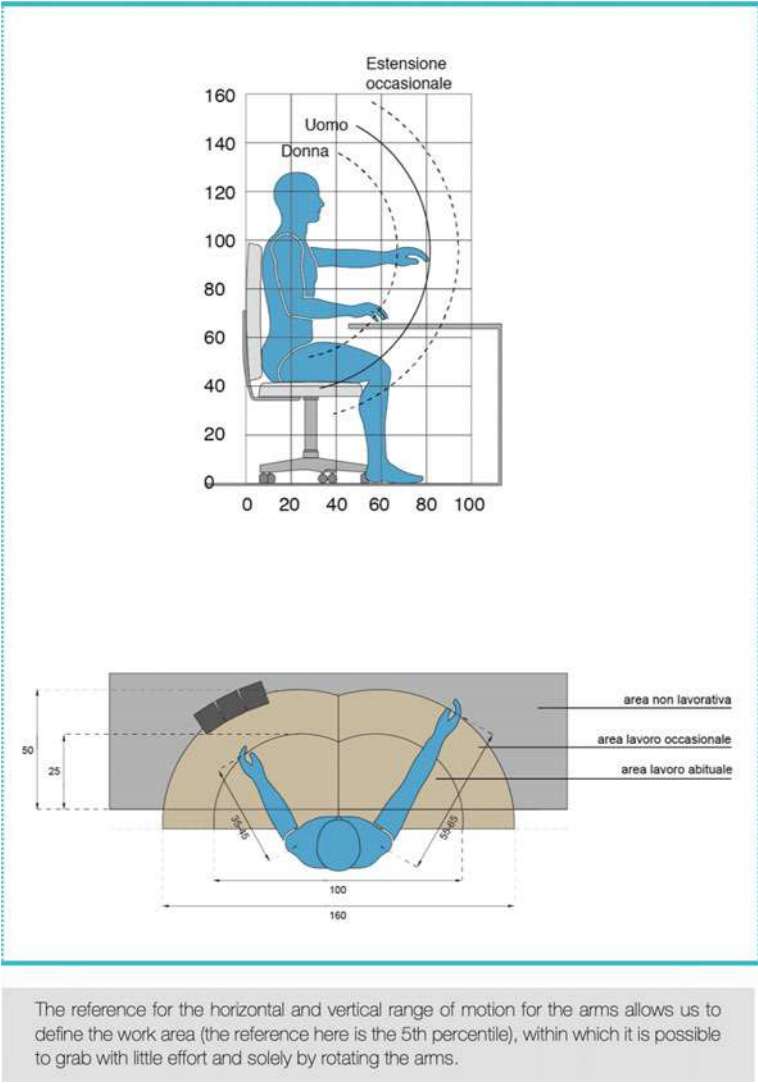 Estensione
occasionale
160
Uomo
140
Donna
120
100
80
60
40
20
0
0 20 40 60 80 100
area non lavorativa
area lavoro occasionale
50
25
area lavoro abituale
35-45
55-65
100
160
The reference for the horizontal and vertical range of motion for the arms allows us to
define the work area (the reference here is the 5th percentile), within which it is possible
to grab with little effort and solely by rotating the arms.